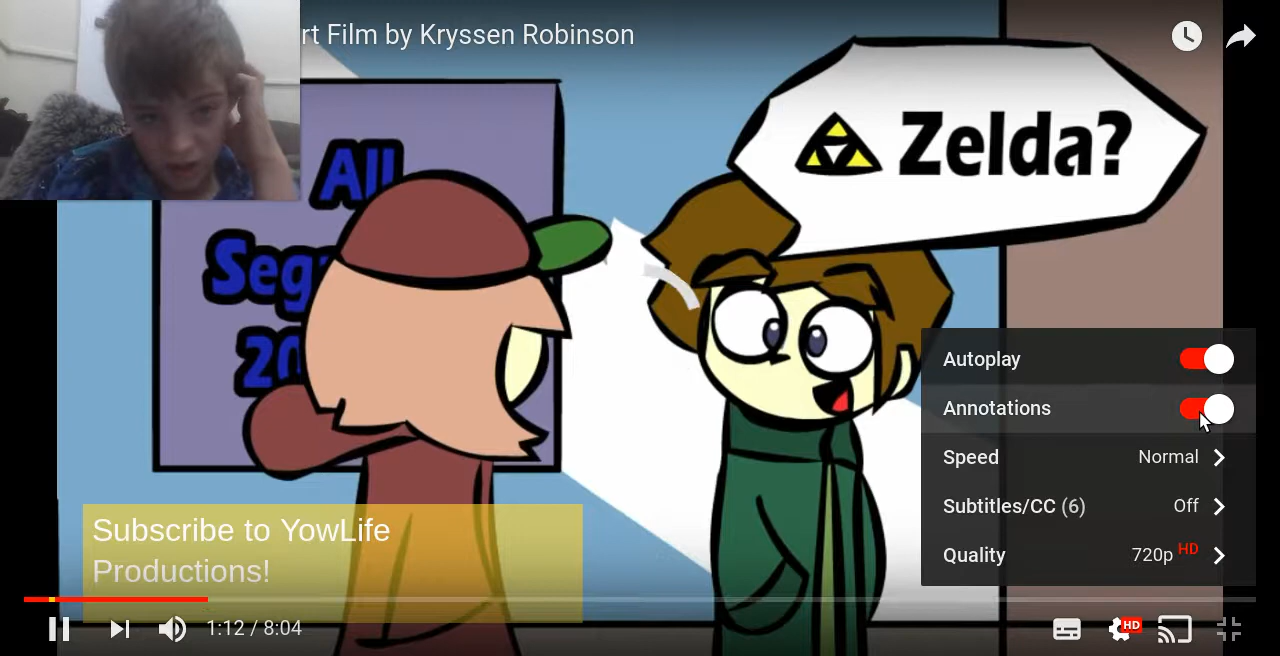 rt Film by Kryssen Robinson
Zelda?
All
Seg
20
Autoplay
Annotations
Speed Normal
Subtitles/CC (6) Off
Quality 720p HD
Subscribe to YowLife
Productions!
1:12 / 8:04
HD